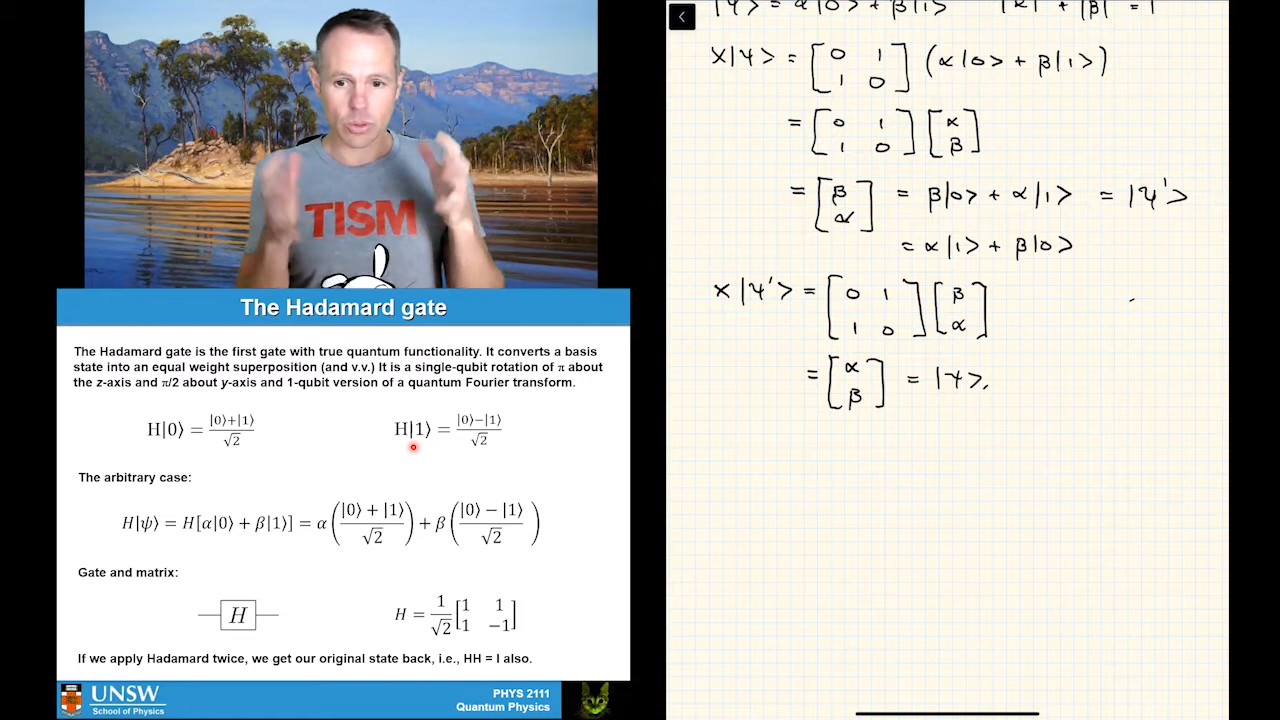 TISM
The Hadamard gate
The Hadamard gate is the first gate with true quantum functionality. It converts a basis
state into an equal weight superposition (and v.v.) It is a single-qubit rotation of π about
the z-axis and π/2 about y-axis and 1-qubit version of a quantum Fourier transform.
H|0⟩ = (|0⟩+|1⟩)/√2    H|1⟩ = (|0⟩−|1⟩)/√2
The arbitrary case:
H|ψ⟩ = H[α|0⟩ + β|1⟩] = α((|0⟩ + |1⟩)/√2) + β((|0⟩ − |1⟩)/√2)
Gate and matrix:
H    H = 1/√2 [1 1; 1 −1]
If we apply Hadamard twice, we get our original state back, i.e., HH = I also.
UNSW
School of Physics
PHYS 2111
Quantum Physics
|ψ> = α|0> + β|1>    |α| + |β| = 1
X|ψ> = [0 1; 1 0] (α|0> + β|1>)
= [0 1; 1 0] [α; β]
= [β; α] = β|0> + α|1> = |ψ'>
= α|1> + β|0>
X|ψ'> = [0 1; 1 0] [β; α]
= [α; β] = |ψ>.